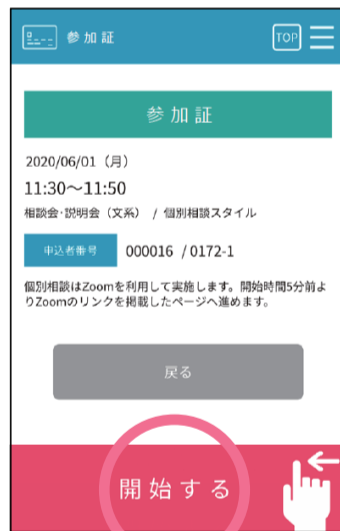 参加証 TOP
参加証
2020/06/01（月）
11:30〜11:50
相談会・説明会（文系） / 個別相談スタイル
申込者番号 000016 / 0172-1
個別相談はZoomを利用して実施します。開始時間5分前よ
りZoomのリンクを掲載したページへ進めます。
戻る
開始する